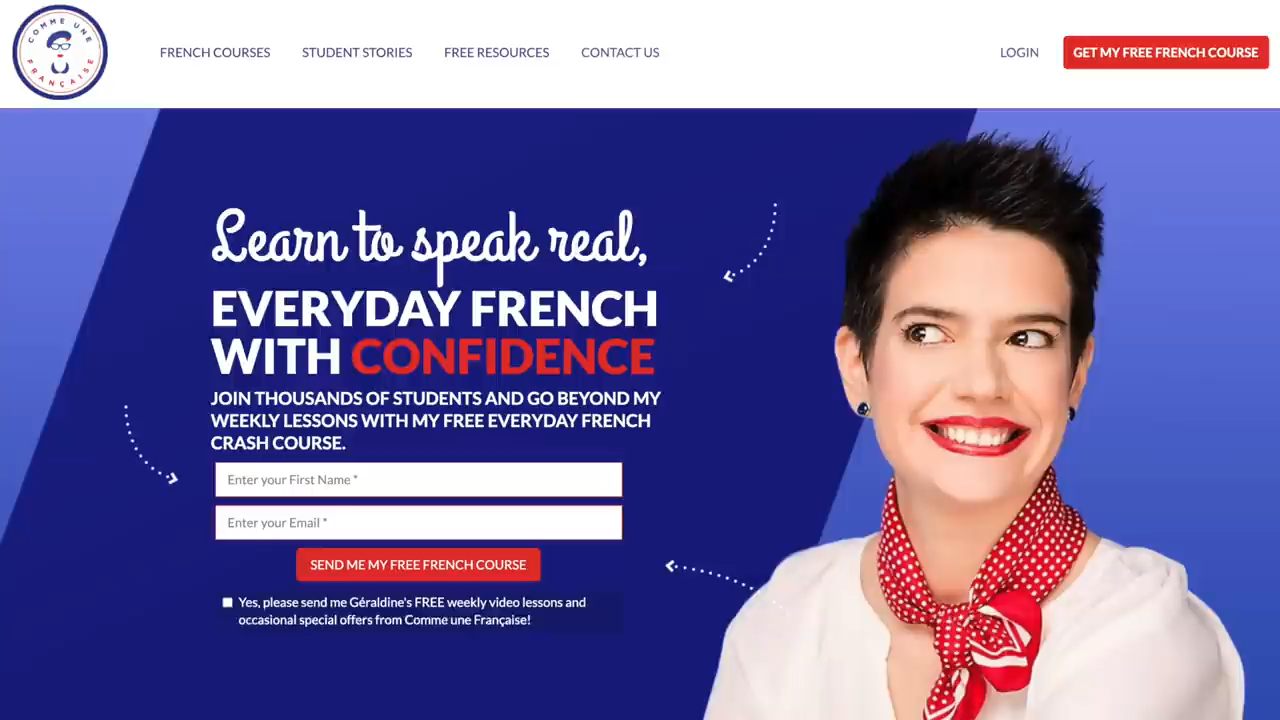 COMME UNE
FRANÇAISE
FRENCH COURSES
STUDENT STORIES
FREE RESOURCES
CONTACT US
LOGIN
GET MY FREE FRENCH COURSE
Learn to speak real,
EVERYDAY FRENCH
WITH CONFIDENCE
JOIN THOUSANDS OF STUDENTS AND GO BEYOND MY
WEEKLY LESSONS WITH MY FREE EVERYDAY FRENCH
CRASH COURSE.
Enter your First Name *
Enter your Email *
SEND ME MY FREE FRENCH COURSE
Yes, please send me Géraldine's FREE weekly video lessons and
occasional special offers from Comme une Française!